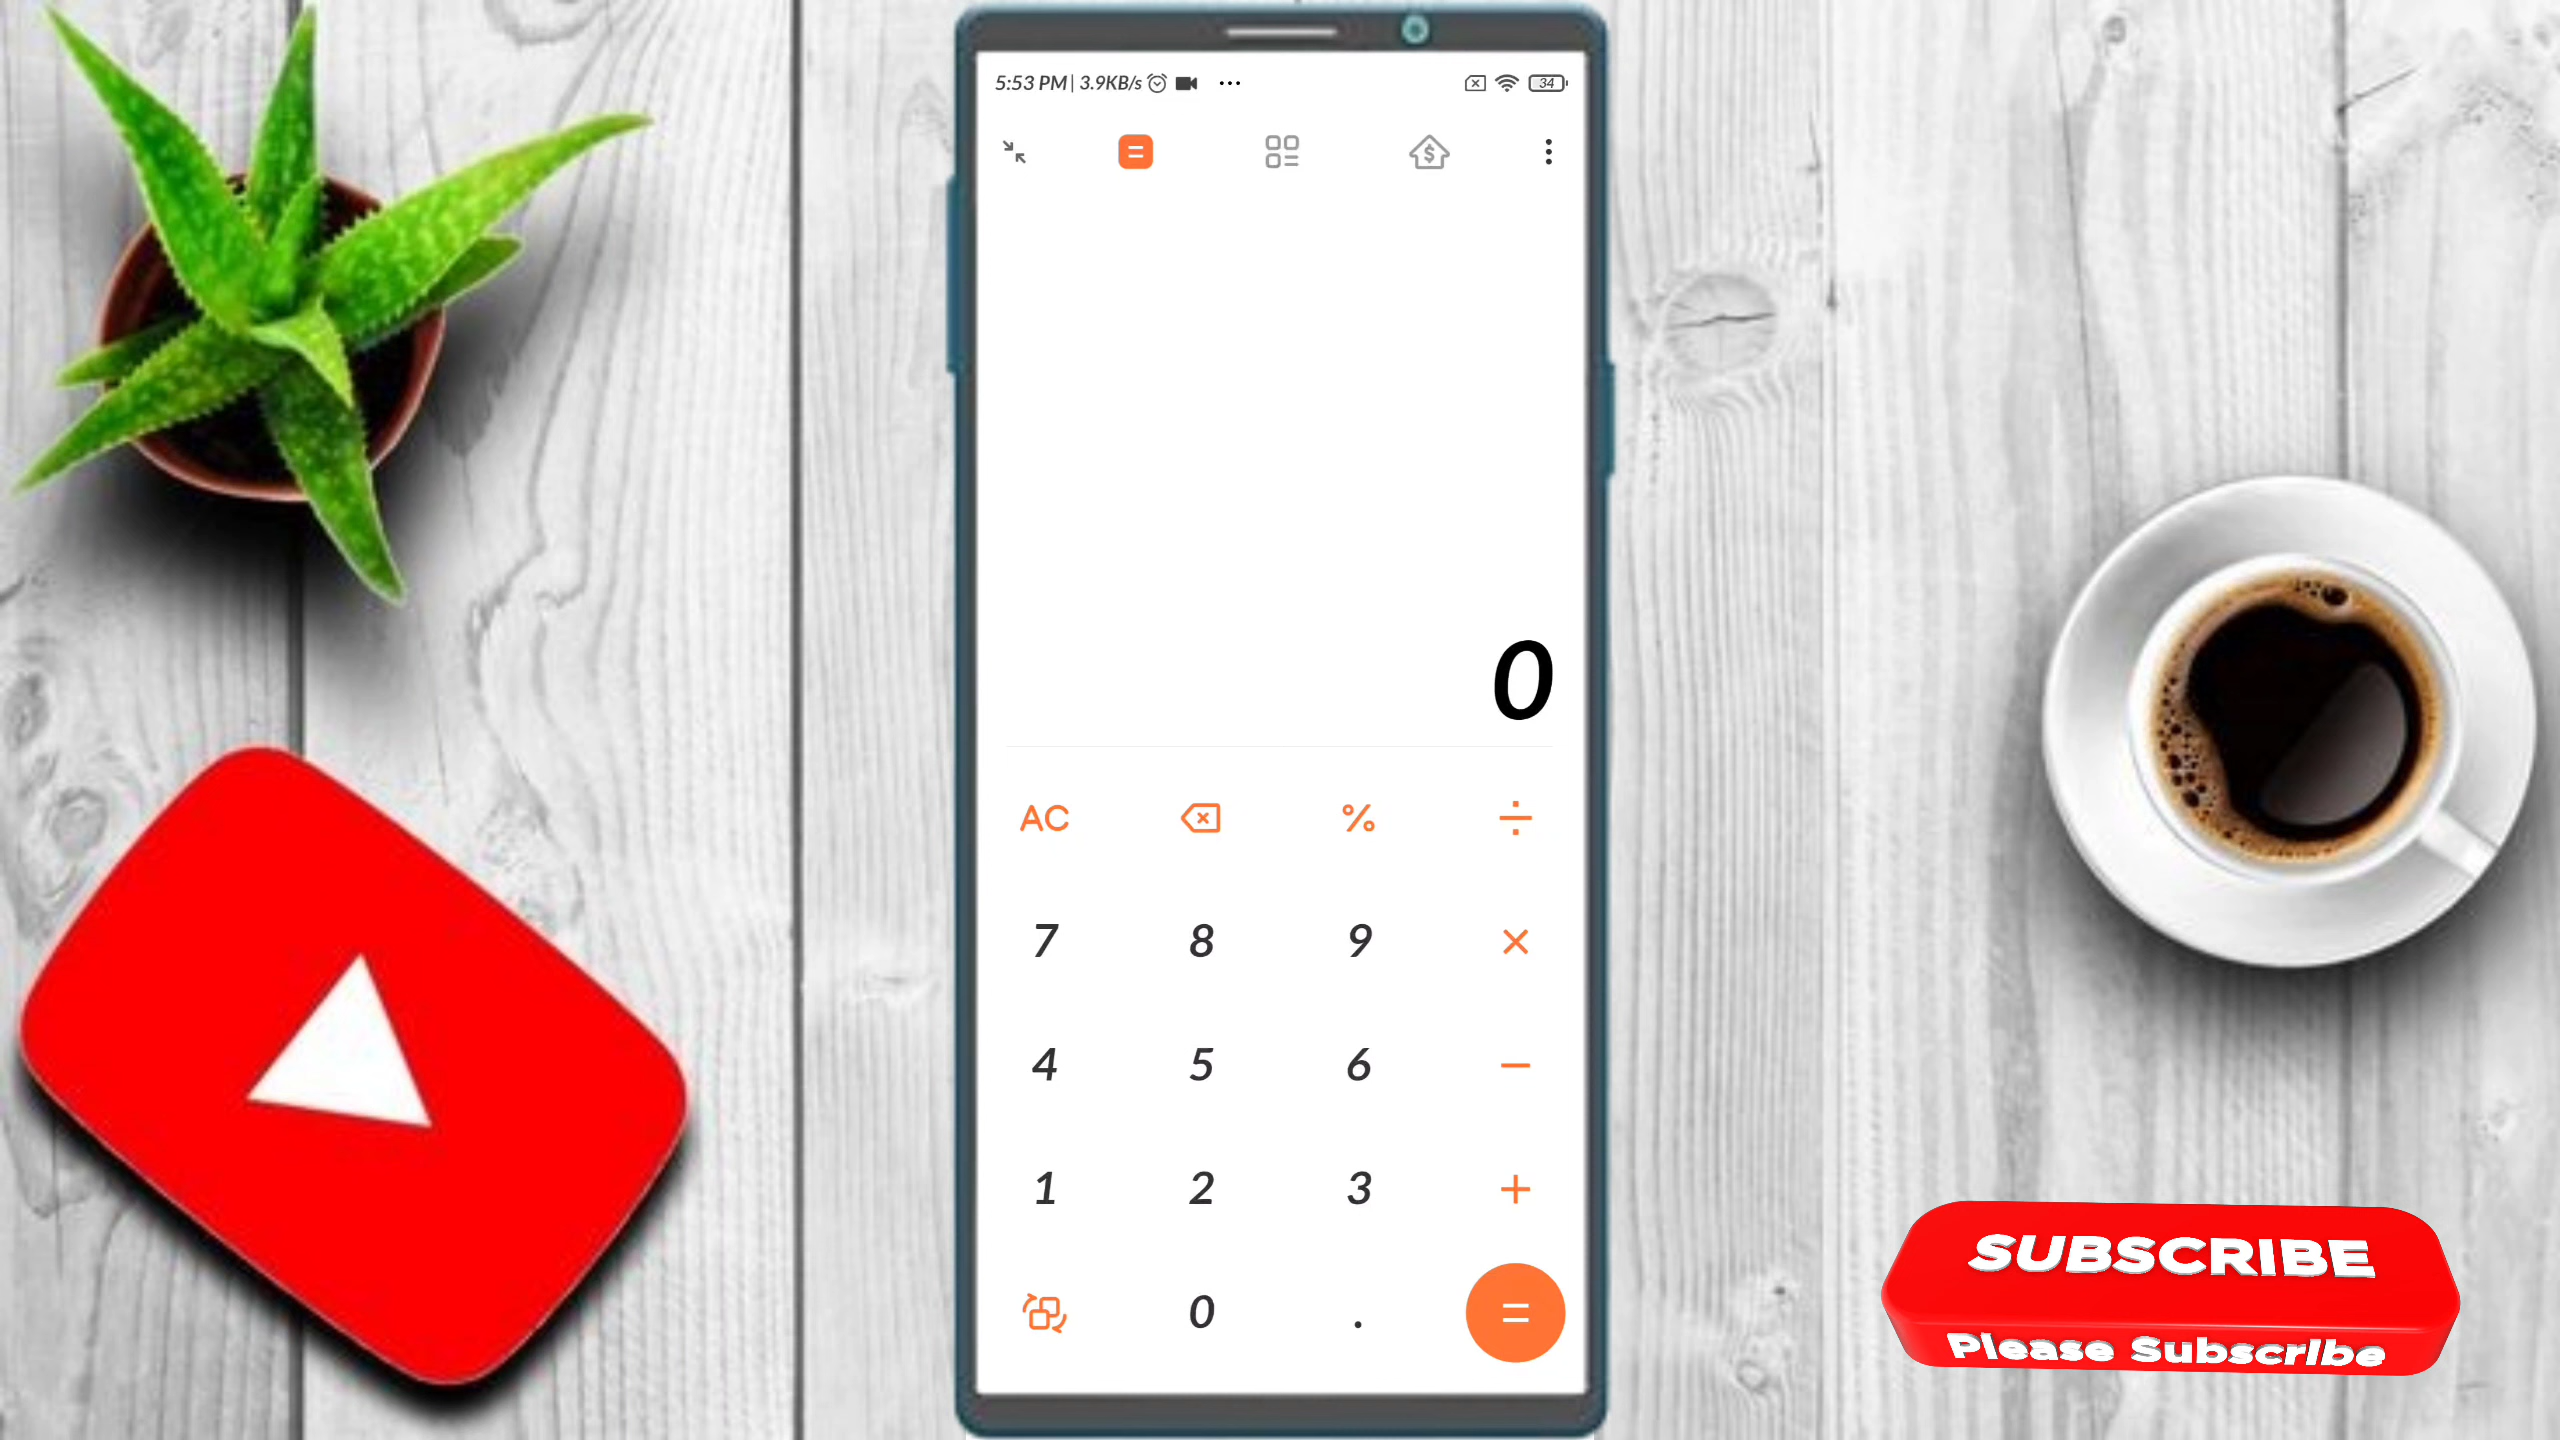 5:53 PM | 3.9KB/s ... 34
0
AC % ÷
7 8 9 ×
4 5 6 −
1 2 3 +
0 . =
SUBSCRIBE
Please Subscribe